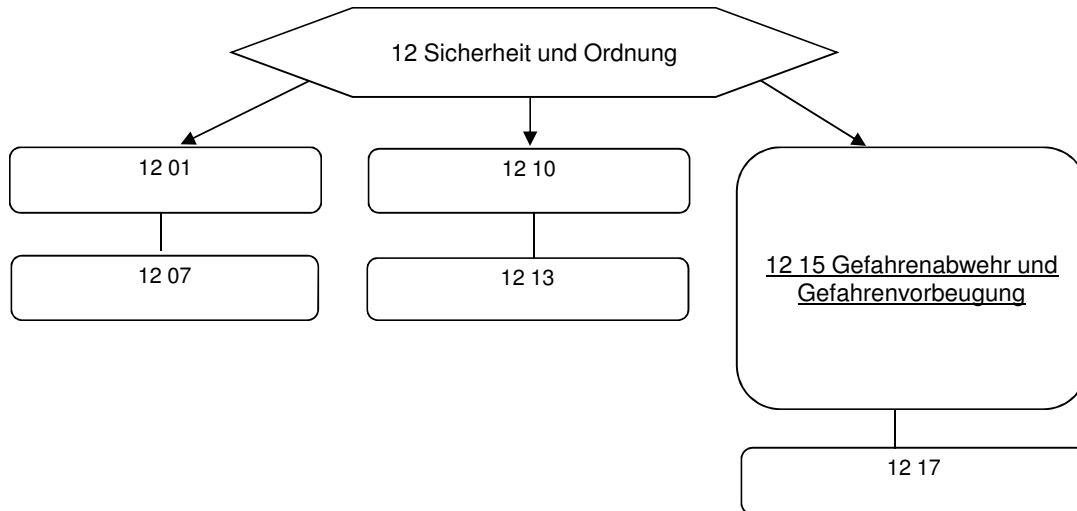 12 Sicherheit und Ordnung
12 01
12 10
12 07
12 13
12 15 Gefahrenabwehr und
Gefahrenvorbeugung
12 17